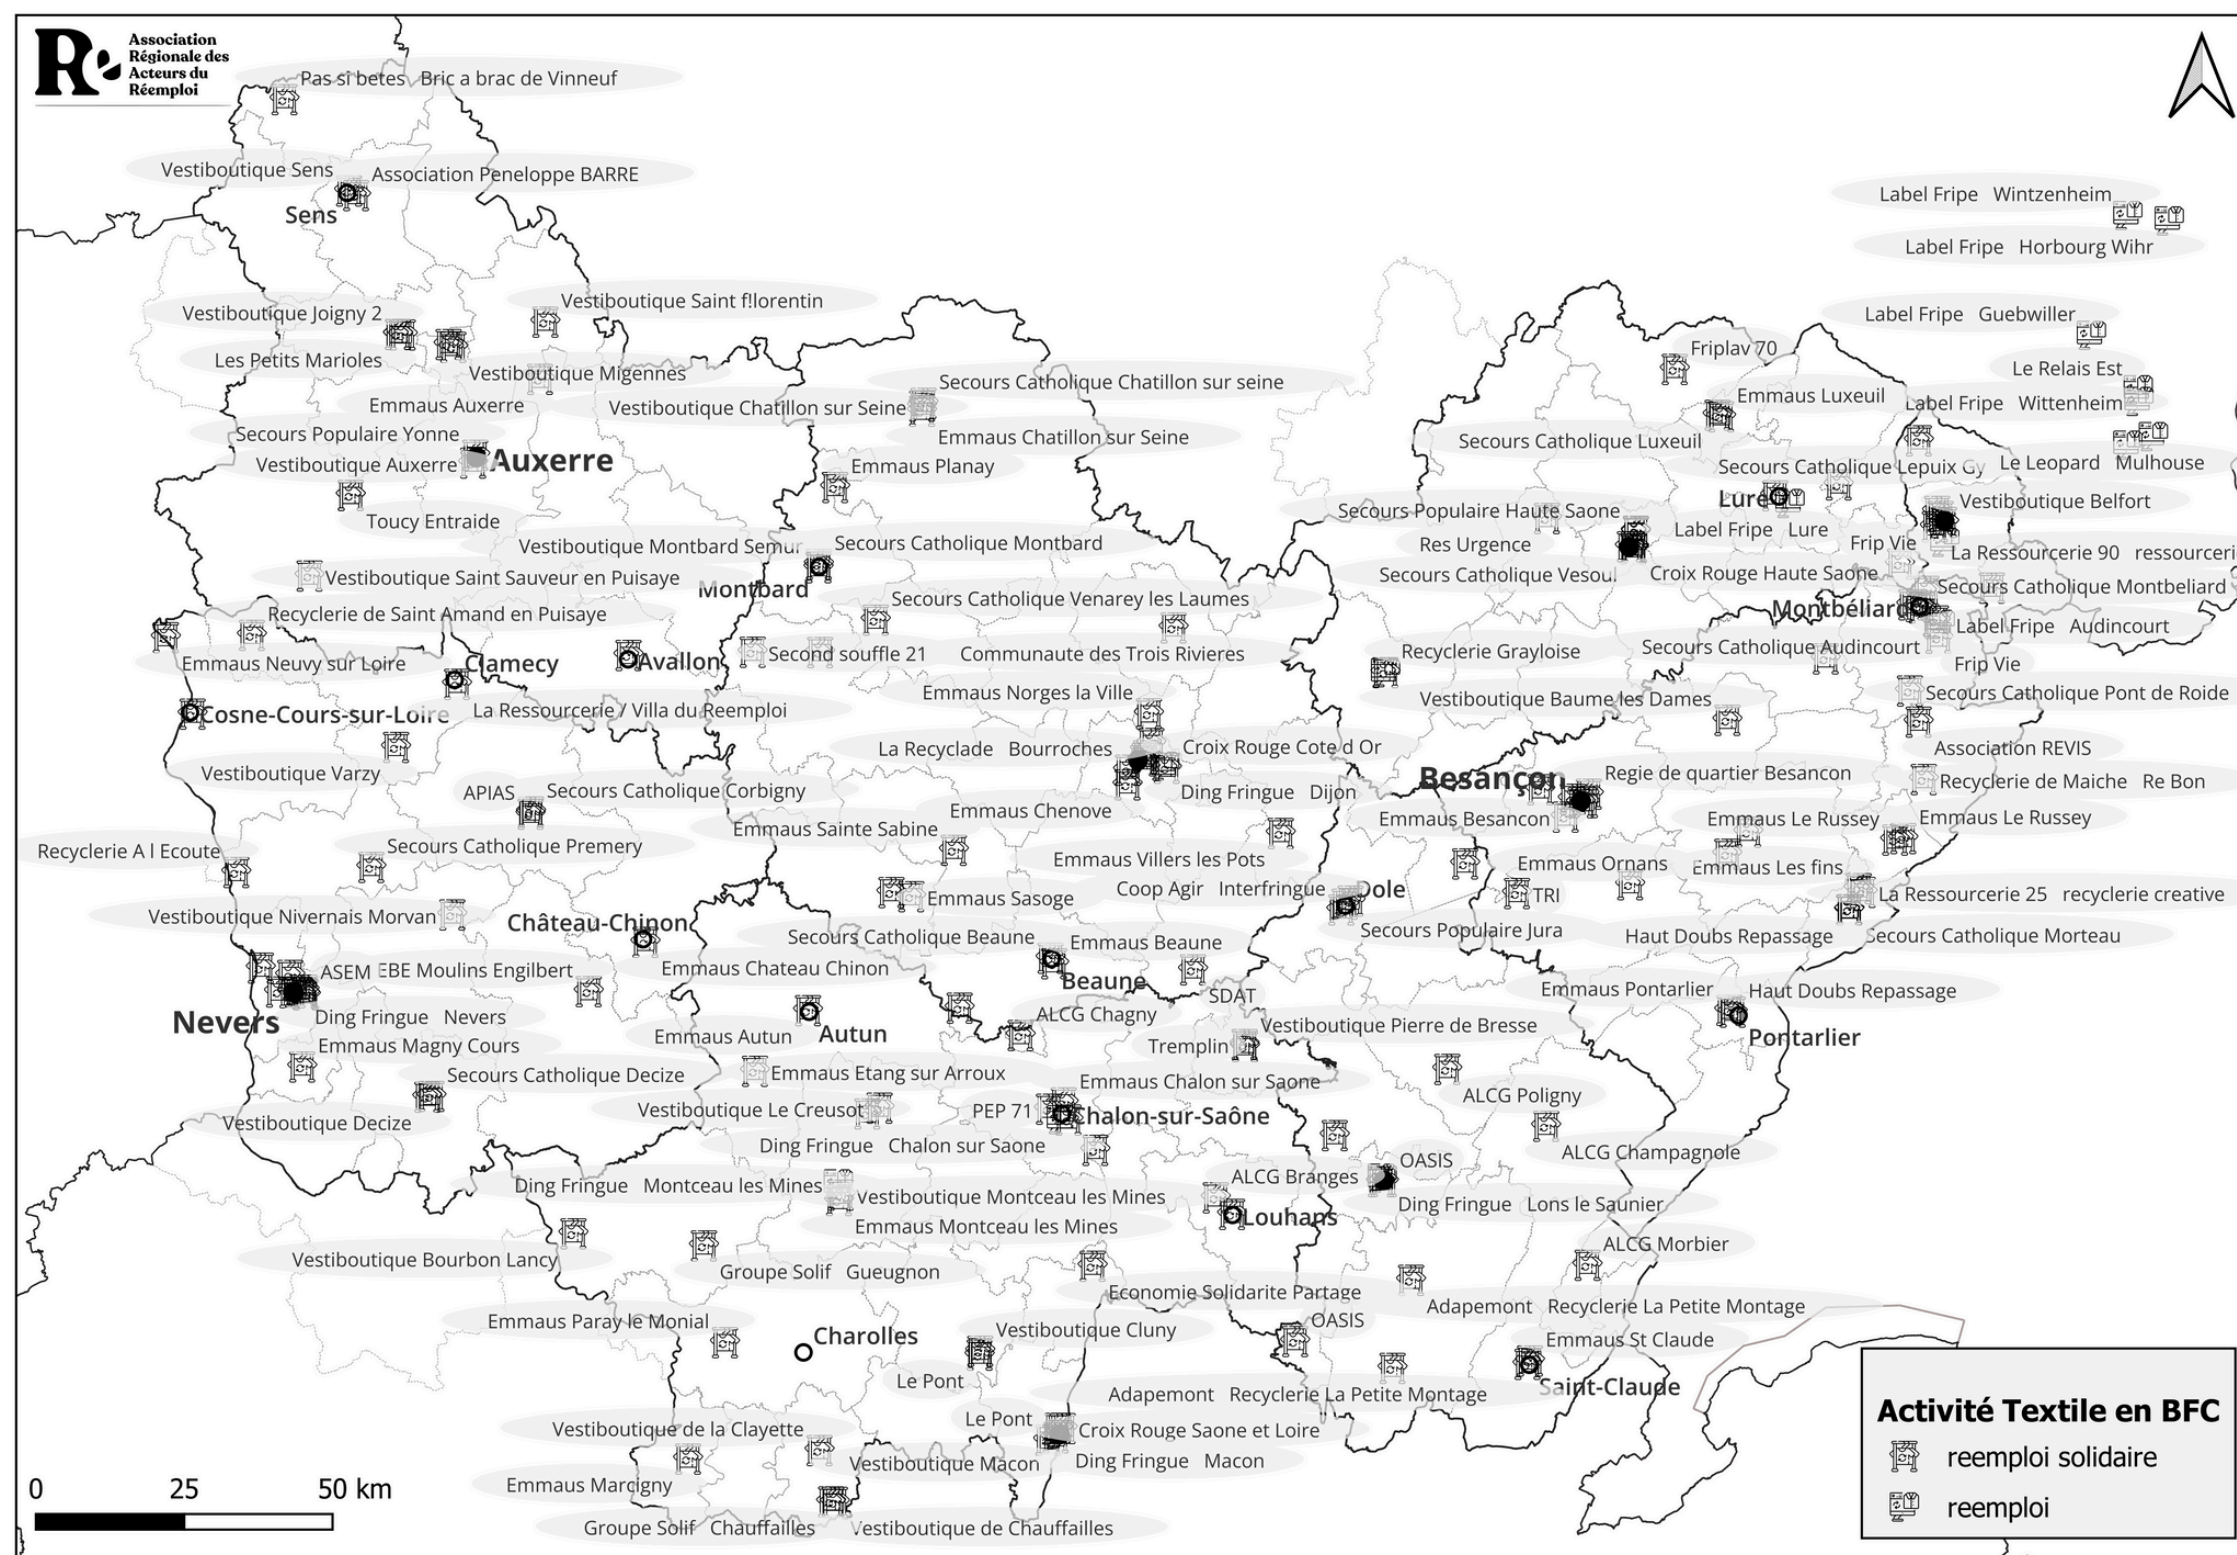 Association
Régionale des
Acteurs du
Réemploi
Pas si betes Bric a brac de Vinneuf
Vestiboutique Sens
Association Peneloppe BARRE
Sens
Label Fripe Wintzenheim
Label Fripe Horbourg Wihr
Vestiboutique Saint f!lorentin
Vestiboutique Joigny 2
Label Fripe Guebwiller
Les Petits Marioles
Vestiboutique Migennes
Friplav 70
Le Relais Est
Secours Catholique Chatillon sur seine
Emmaus Auxerre
Vestiboutique Chatillon sur Seine
Emmaus Luxeuil
Label Fripe Wittenheim
Secours Populaire Yonne
Emmaus Chatillon sur Seine
Secours Catholique Luxeuil
Vestiboutique Auxerre
Auxerre
Emmaus Planay
Secours Catholique Lepuix Gy
Le Leopard Mulhouse
Lure
Vestiboutique Belfort
Toucy Entraide
Secours Populaire Haute Saone
Label Fripe Lure
Vestiboutique Montbard Semur
Secours Catholique Montbard
Res Urgence
Frip Vie
La Ressourcerie 90 ressourceri
Vestiboutique Saint Sauveur en Puisaye
Montbard
Secours Catholique Vesoul
Croix Rouge Haute Saone
Secours Catholique Montbeliard
Recyclerie de Saint Amand en Puisaye
Secours Catholique Venarey les Laumes
Montbéliard
Label Fripe Audincourt
Emmaus Neuvy sur Loire
Clamecy
Avallon
Second souffle 21
Communaute des Trois Rivieres
Recyclerie Grayloise
Secours Catholique Audincourt
Frip Vie
Emmaus Norges la Ville
Vestiboutique Baume les Dames
Secours Catholique Pont de Roide
Cosne-Cours-sur-Loire
La Ressourcerie / Villa du Reemploi
La Recyclade Bourroches
Croix Rouge Cote d Or
Association REVIS
Vestiboutique Varzy
Besançon
Regie de quartier Besancon
Recyclerie de Maiche Re Bon
APIAS
Secours Catholique Corbigny
Ding Fringue Dijon
Emmaus Chenove
Emmaus Besancon
Emmaus Le Russey
Emmaus Le Russey
Emmaus Sainte Sabine
Recyclerie A l Ecoute
Secours Catholique Premery
Emmaus Villers les Pots
Emmaus Ornans
Emmaus Les fins
Coop Agir Interfringue
Dole
Emmaus Sasoge
TRI
La Ressourcerie 25 recyclerie creative
Vestiboutique Nivernais Morvan
Château-Chinon
Secours Catholique Beaune
Emmaus Beaune
Secours Populaire Jura
Haut Doubs Repassage
Secours Catholique Morteau
ASEM
EBE Moulins Engilbert
Emmaus Chateau Chinon
Beaune
SDAT
Emmaus Pontarlier
Haut Doubs Repassage
Nevers
Ding Fringue Nevers
Emmaus Autun
Autun
ALCG Chagny
Vestiboutique Pierre de Bresse
Pontarlier
Emmaus Magny Cours
Tremplin
Secours Catholique Decize
Emmaus Etang sur Arroux
Emmaus Chalon sur Saone
ALCG Poligny
Vestiboutique Decize
Vestiboutique Le Creusot
PEP 71
Chalon-sur-Saône
Ding Fringue Chalon sur Saone
ALCG Champagnole
OASIS
Ding Fringue Montceau les Mines
Vestiboutique Montceau les Mines
ALCG Branges
Ding Fringue Lons le Saunier
Emmaus Montceau les Mines
Louhans
Vestiboutique Bourbon Lancy
Groupe Solif Gueugnon
ALCG Morbier
Economie Solidarite Partage
Adapemont Recyclerie La Petite Montage
Emmaus Paray le Monial
Charolles
Vestiboutique Cluny
OASIS
Emmaus St Claude
Le Pont
Adapemont Recyclerie La Petite Montage
Saint-Claude
Vestiboutique de la Clayette
Le Pont
Croix Rouge Saone et Loire
Vestiboutique Macon
Ding Fringue Macon
Emmaus Marcigny
Groupe Solif Chauffailles
Vestiboutique de Chauffailles
0 25 50 km
Activité Textile en BFC
reemploi solidaire
reemploi